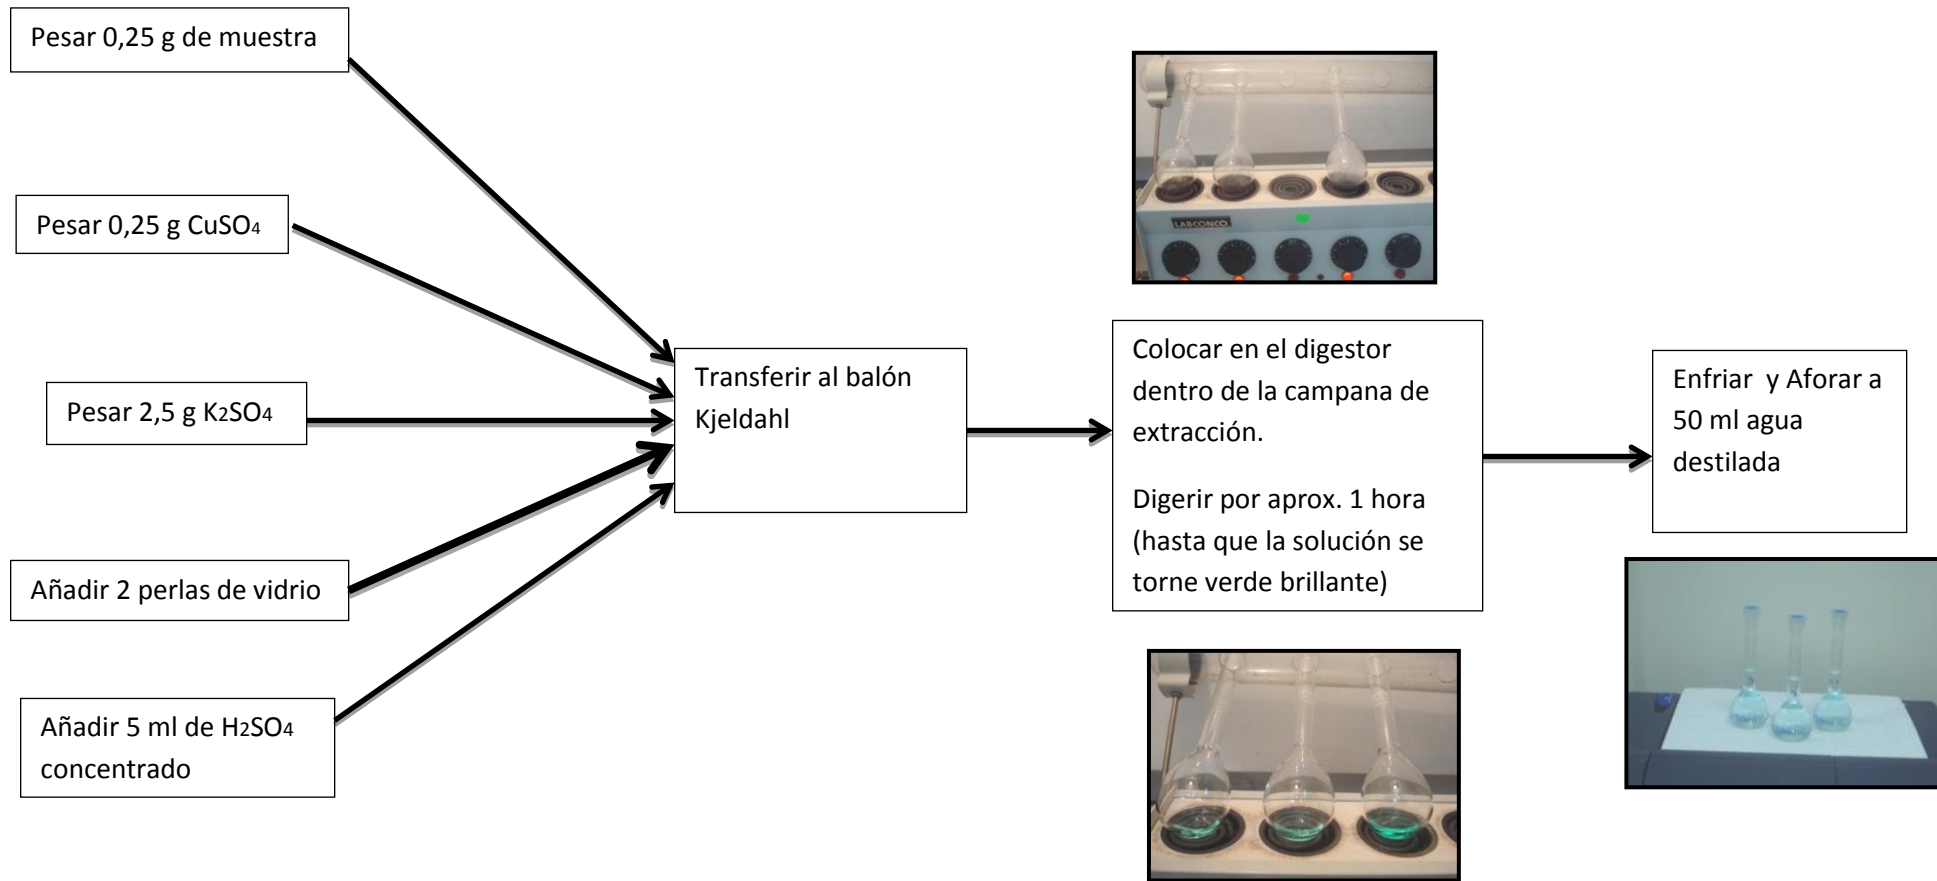 Pesar 0,25 g de muestra
Pesar 0,25 g CuSO4
Pesar 2,5 g K2SO4
Añadir 2 perlas de vidrio
Añadir 5 ml de H2SO4
concentrado
Transferir al balón
Kjeldahl
LABCONCO
Colocar en el digestor
dentro de la campana de
extracción.
Digerir por aprox. 1 hora
(hasta que la solución se
torne verde brillante)
Enfriar y Aforar a
50 ml agua
destilada